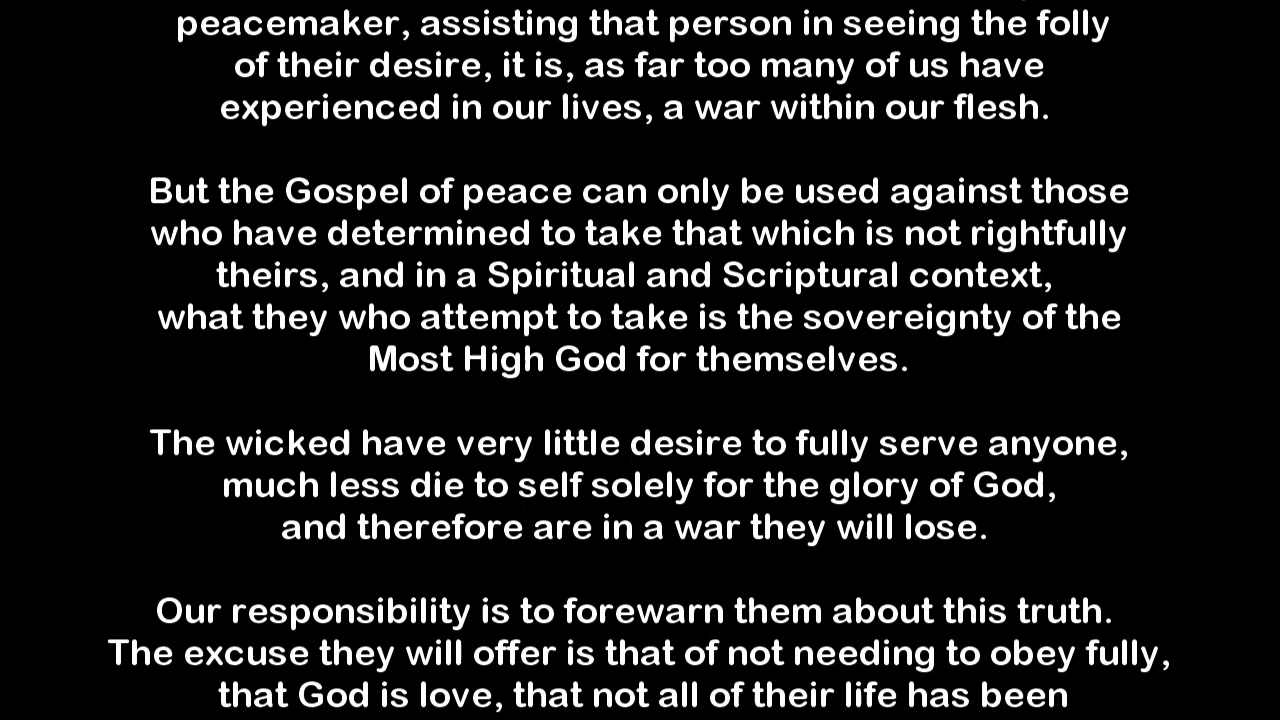 peacemaker, assisting that person in seeing the folly
of their desire, it is, as far too many of us have
experienced in our lives, a war within our flesh.
But the Gospel of peace can only be used against those
who have determined to take that which is not rightfully
theirs, and in a Spiritual and Scriptural context,
what they who attempt to take is the sovereignty of the
Most High God for themselves.
The wicked have very little desire to fully serve anyone,
much less die to self solely for the glory of God,
and therefore are in a war they will lose.
Our responsibility is to forewarn them about this truth.
The excuse they will offer is that of not needing to obey fully,
that God is love, that not all of their life has been